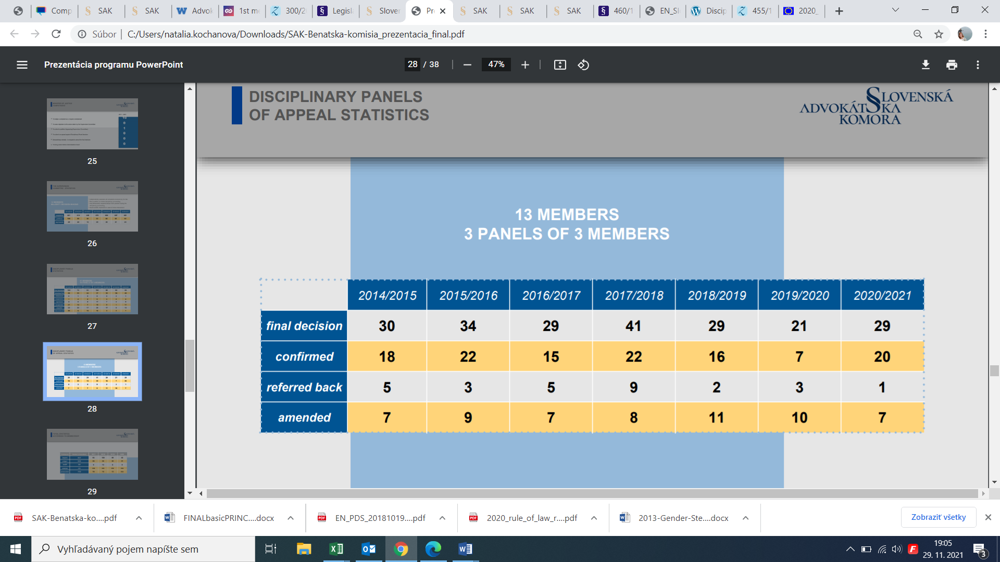 Comp
SAK
SAK
Advok
1st me
300/20
Legisl
Sloven
Pre
SAK
SAK
SAK
460/1
EN_Sl
Discip
455/1
2020_
Súbor
C:/Users/natalia.kochanova/Downloads/SAK-Benatska-komisia_prezentacia_final.pdf
Prezentácia programu PowerPoint
28 / 38
47%
25
26
27
28
29
DISCIPLINARY PANELS
OF APPEAL STATISTICS
SLOVENSKÁ
ADVOKÁTSKA
KOMORA
13 MEMBERS
3 PANELS OF 3 MEMBERS
2014/2015 2015/2016 2016/2017 2017/2018 2018/2019 2019/2020 2020/2021
final decision 30 34 29 41 29 21 29
confirmed 18 22 15 22 16 7 20
referred back 5 3 5 9 2 3 1
amended 7 9 7 8 11 10 7
SAK-Benatska-ko....pdf
FINALbasicPRINC....docx
EN_PDS_20181019....pdf
2020_rule_of_law_r....pdf
2013-Gender-Ste....docx
Zobraziť všetky
Vyhľadávaný pojem napíšte sem
19:05
29. 11. 2021
3